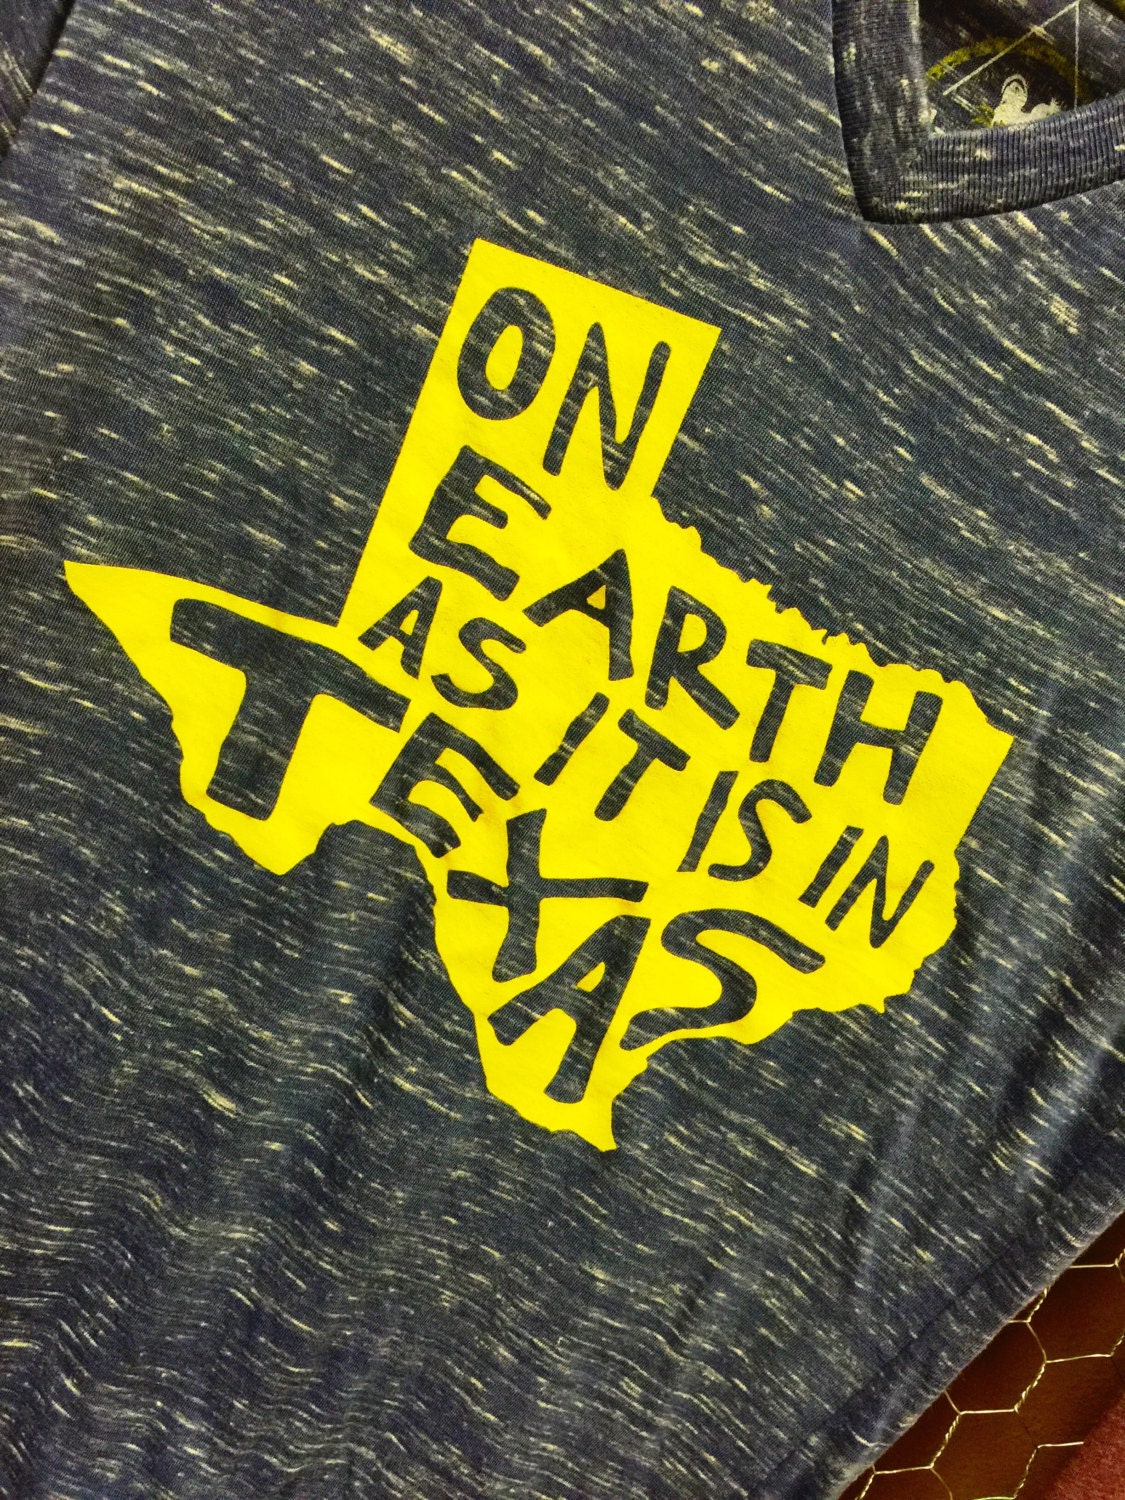 ON
EARTH
AS IT IS IN
TEXAS